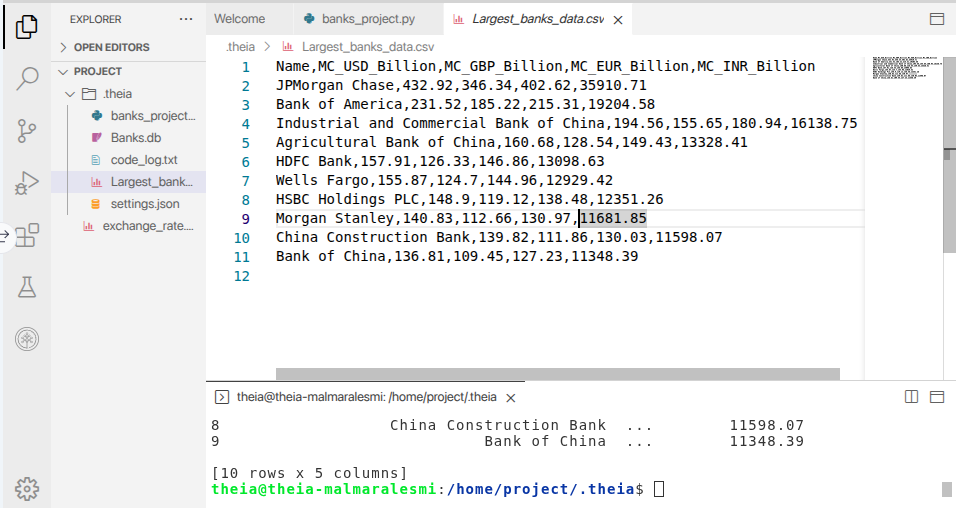 EXPLORER ...
OPEN EDITORS
PROJECT
.theia
banks_project...
Banks.db
code_log.txt
Largest_bank...
settings.json
exchange_rate....
Welcome
banks_project.py
Largest_banks_data.csv
.theia > Largest_banks_data.csv
1 Name,MC_USD_Billion,MC_GBP_Billion,MC_EUR_Billion,MC_INR_Billion
2 JPMorgan Chase,432.92,346.34,402.62,35910.71
3 Bank of America,231.52,185.22,215.31,19204.58
4 Industrial and Commercial Bank of China,194.56,155.65,180.94,16138.75
5 Agricultural Bank of China,160.68,128.54,149.43,13328.41
6 HDFC Bank,157.91,126.33,146.86,13098.63
7 Wells Fargo,155.87,124.7,144.96,12929.42
8 HSBC Holdings PLC,148.9,119.12,138.48,12351.26
9 Morgan Stanley,140.83,112.66,130.97,11681.85
10 China Construction Bank,139.82,111.86,130.03,11598.07
11 Bank of China,136.81,109.45,127.23,11348.39
12
theia@theia-malmaralesmi: /home/project/.theia
8 China Construction Bank ... 11598.07
9 Bank of China ... 11348.39
[10 rows x 5 columns]
theia@theia-malmaralesmi:/home/project/.theia$